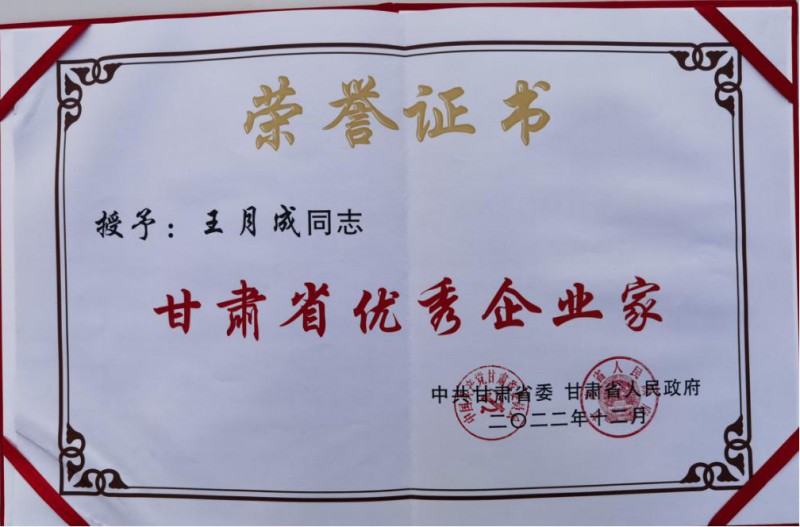 荣誉证书
授予：王月成同志
甘肃省优秀企业家
中共甘肃省委 甘肃省人民政府
二〇二二年十二月